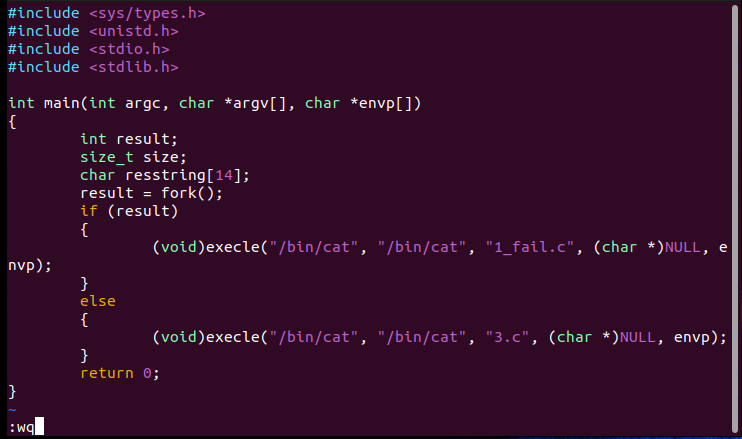 #include <sys/types.h>
#include <unistd.h>
#include <stdio.h>
#include <stdlib.h>

int main(int argc, char *argv[], char *envp[])
{
        int result;
        size_t size;
        char resstring[14];
        result = fork();
        if (result)
        {
                (void)execle("/bin/cat", "/bin/cat", "1_fail.c", (char *)NULL, e
nvp);
        }
        else
        {
                (void)execle("/bin/cat", "/bin/cat", "3.c", (char *)NULL, envp);
        }
        return 0;
}
~
:wq